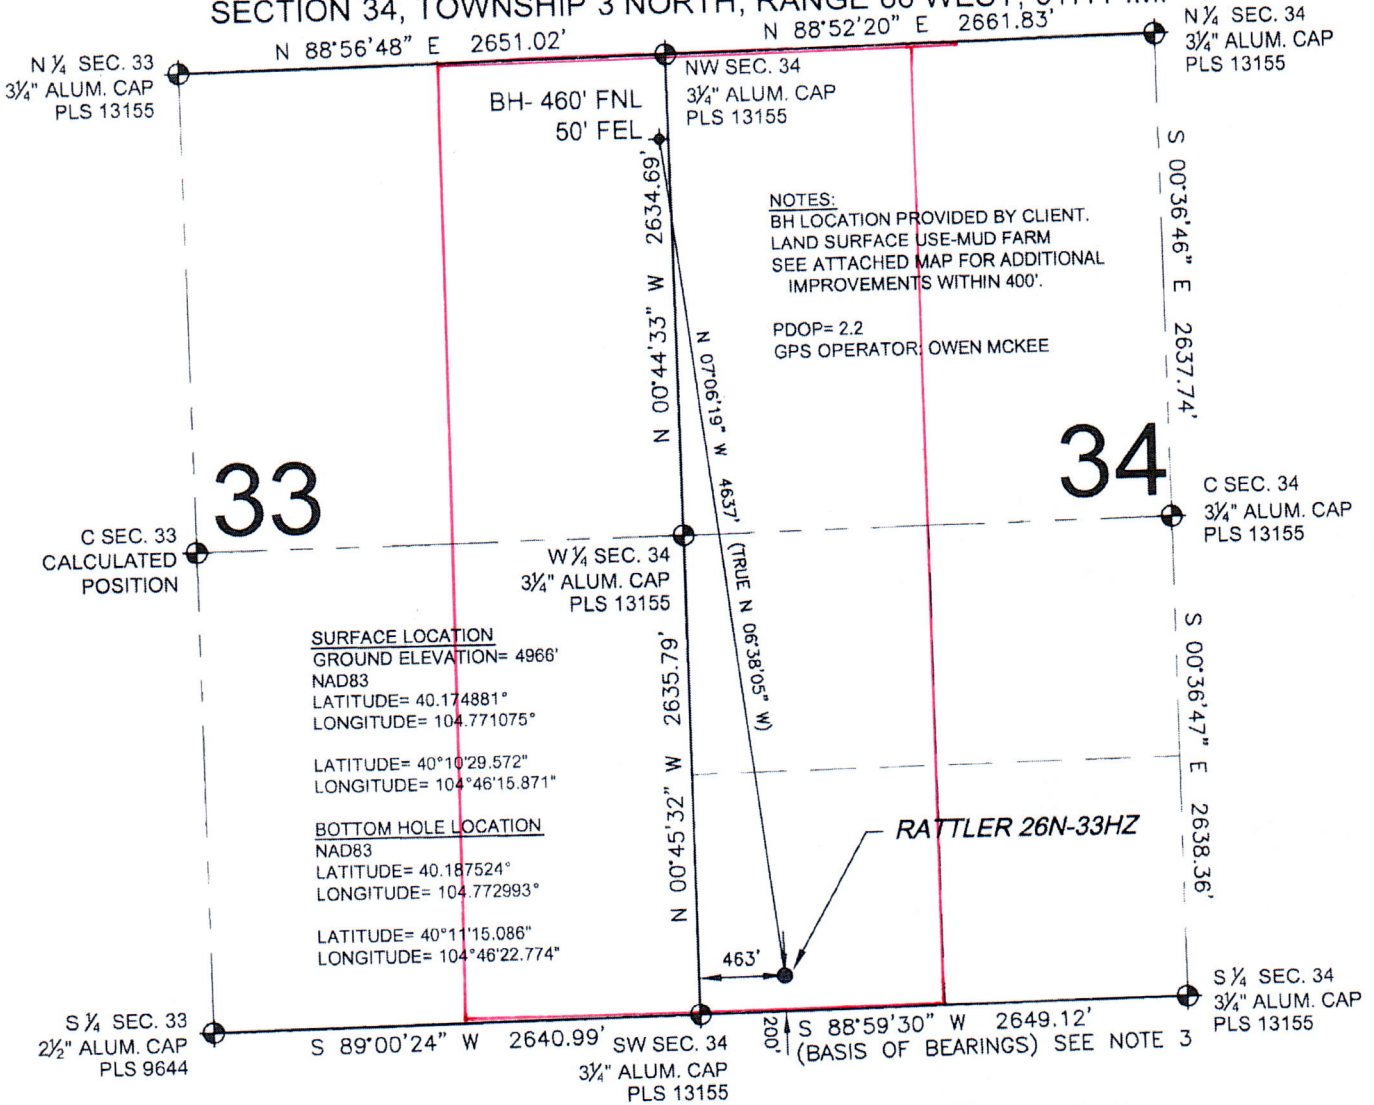 SECTION 34, TOWNSHIP 3 NORTH, RANGE 66 WEST, 6TH P.M.
N 88°56'48" E 2651.02'
N 88°52'20" E 2661.83'
N ¼ SEC. 33
3¼" ALUM. CAP
PLS 13155
NW SEC. 34
3¼" ALUM. CAP
PLS 13155
N ¼ SEC. 34
3¼" ALUM. CAP
PLS 13155
BH- 460' FNL
50' FEL
N 00°44'33" W 2634.69'
NOTES:
BH LOCATION PROVIDED BY CLIENT.
LAND SURFACE USE-MUD FARM
SEE ATTACHED MAP FOR ADDITIONAL
IMPROVEMENTS WITHIN 400'.
PDOP= 2.2
GPS OPERATOR: OWEN MCKEE
S 00°36'46" E 2637.74'
N 07°06'19" W 4637' (TRUE N 06°38'05" W)
33
34
C SEC. 33
CALCULATED
POSITION
W ¼ SEC. 34
3¼" ALUM. CAP
PLS 13155
C SEC. 34
3¼" ALUM. CAP
PLS 13155
SURFACE LOCATION
GROUND ELEVATION= 4966'
NAD83
LATITUDE= 40.174881°
LONGITUDE= 104.771075°
LATITUDE= 40°10'29.572"
LONGITUDE= 104°46'15.871"
BOTTOM HOLE LOCATION
NAD83
LATITUDE= 40.187524°
LONGITUDE= 104.772993°
LATITUDE= 40°11'15.086"
LONGITUDE= 104°46'22.774"
N 00°45'32" W 2635.79'
S 00°36'47" E 2638.36'
RATTLER 26N-33HZ
463'
200'
S ¼ SEC. 33
2½" ALUM. CAP
PLS 9644
S 89°00'24" W 2640.99'
SW SEC. 34
3¼" ALUM. CAP
PLS 13155
S 88°59'30" W 2649.12'
(BASIS OF BEARINGS) SEE NOTE 3
S ¼ SEC. 34
3¼" ALUM. CAP
PLS 13155